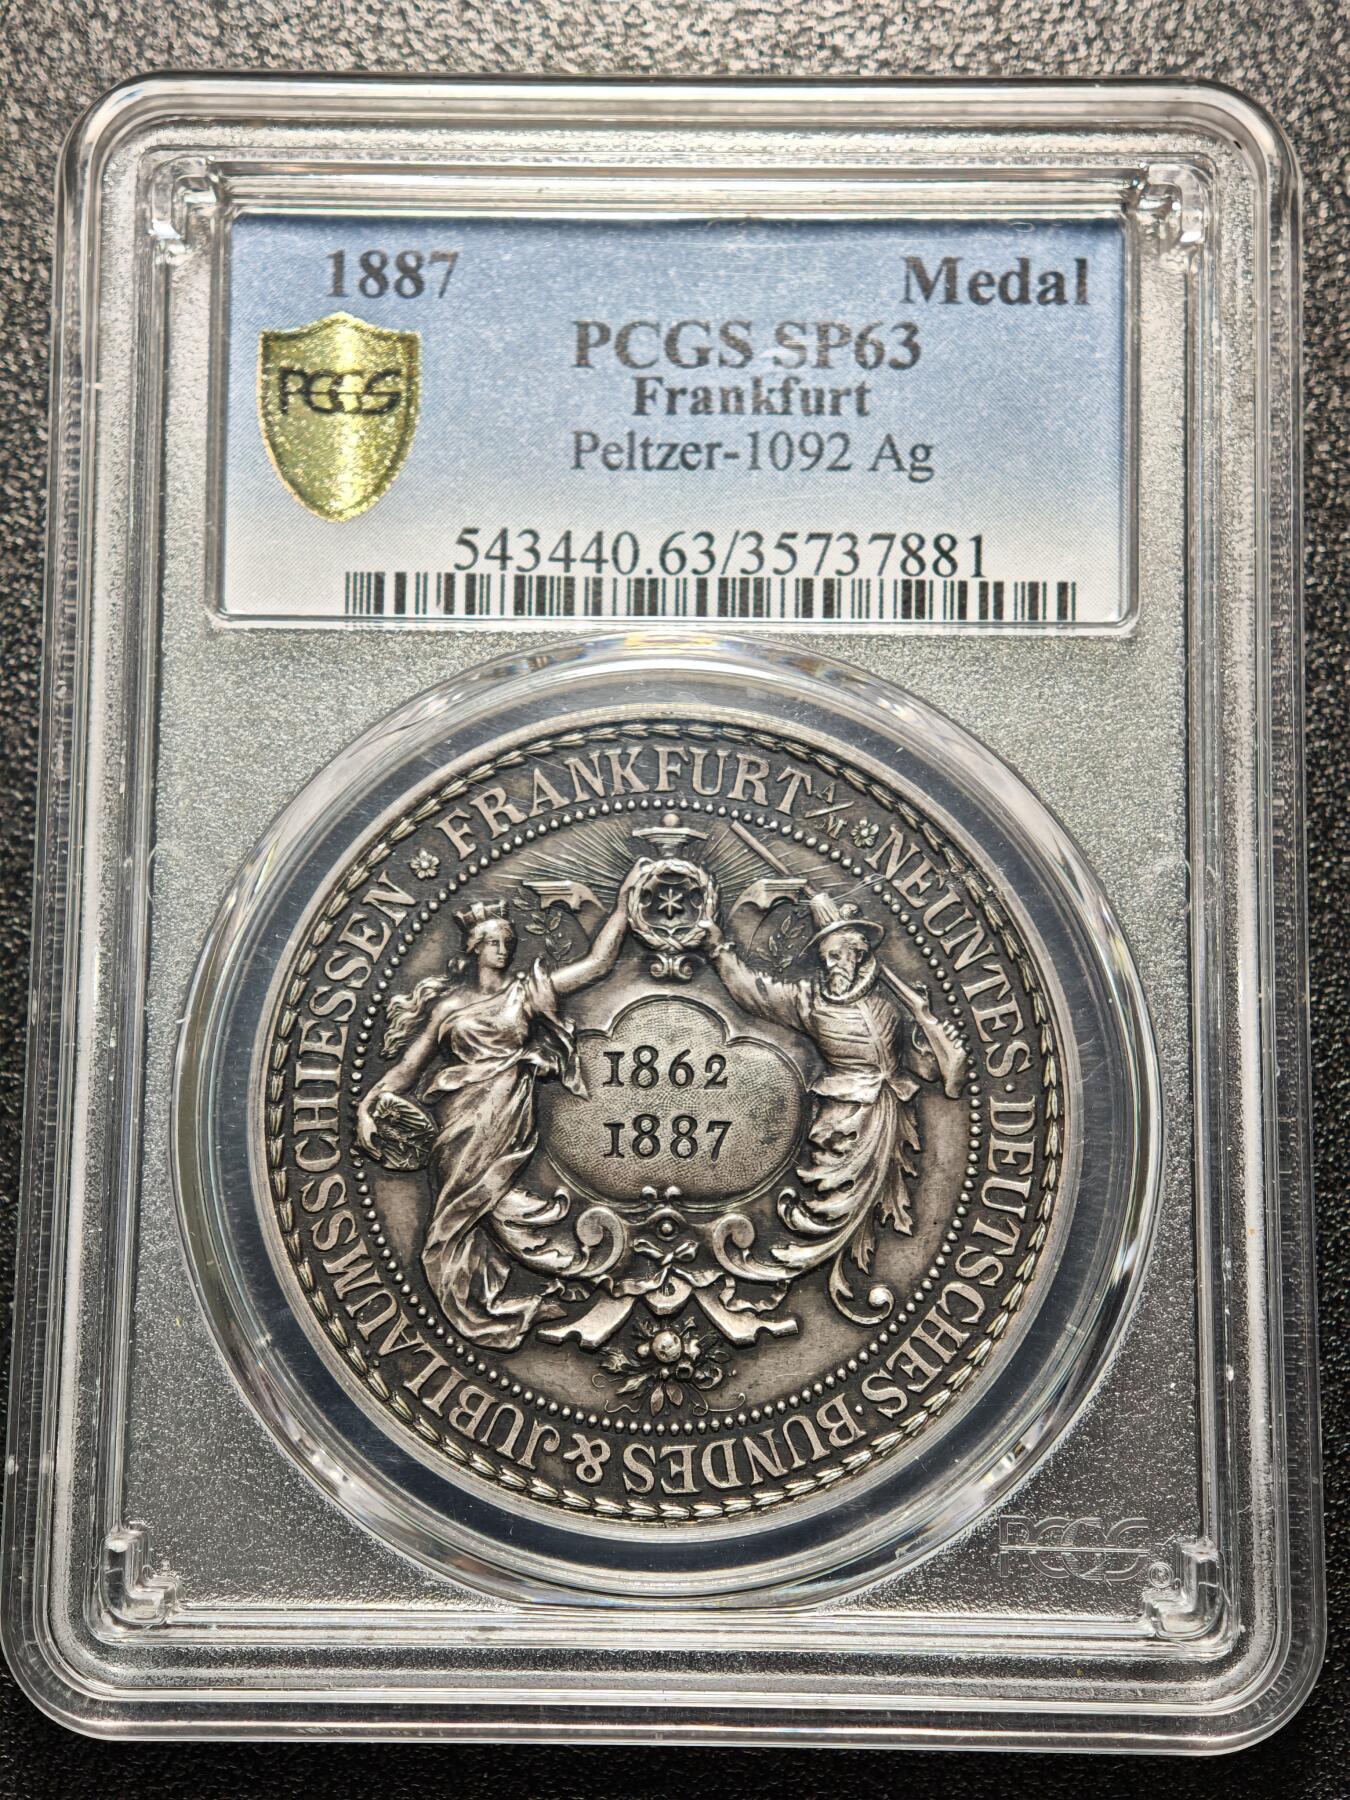 1887 Medal
PCGS SP63
Frankfurt
PCGS
Peltzer-1092 Ag
543440.63/35737881
FRANKFURT A/M NEUNTES · DEUTSCHES · BUNDES & JUBILAUMSSCHIESSEN
1862
1887
PCGS